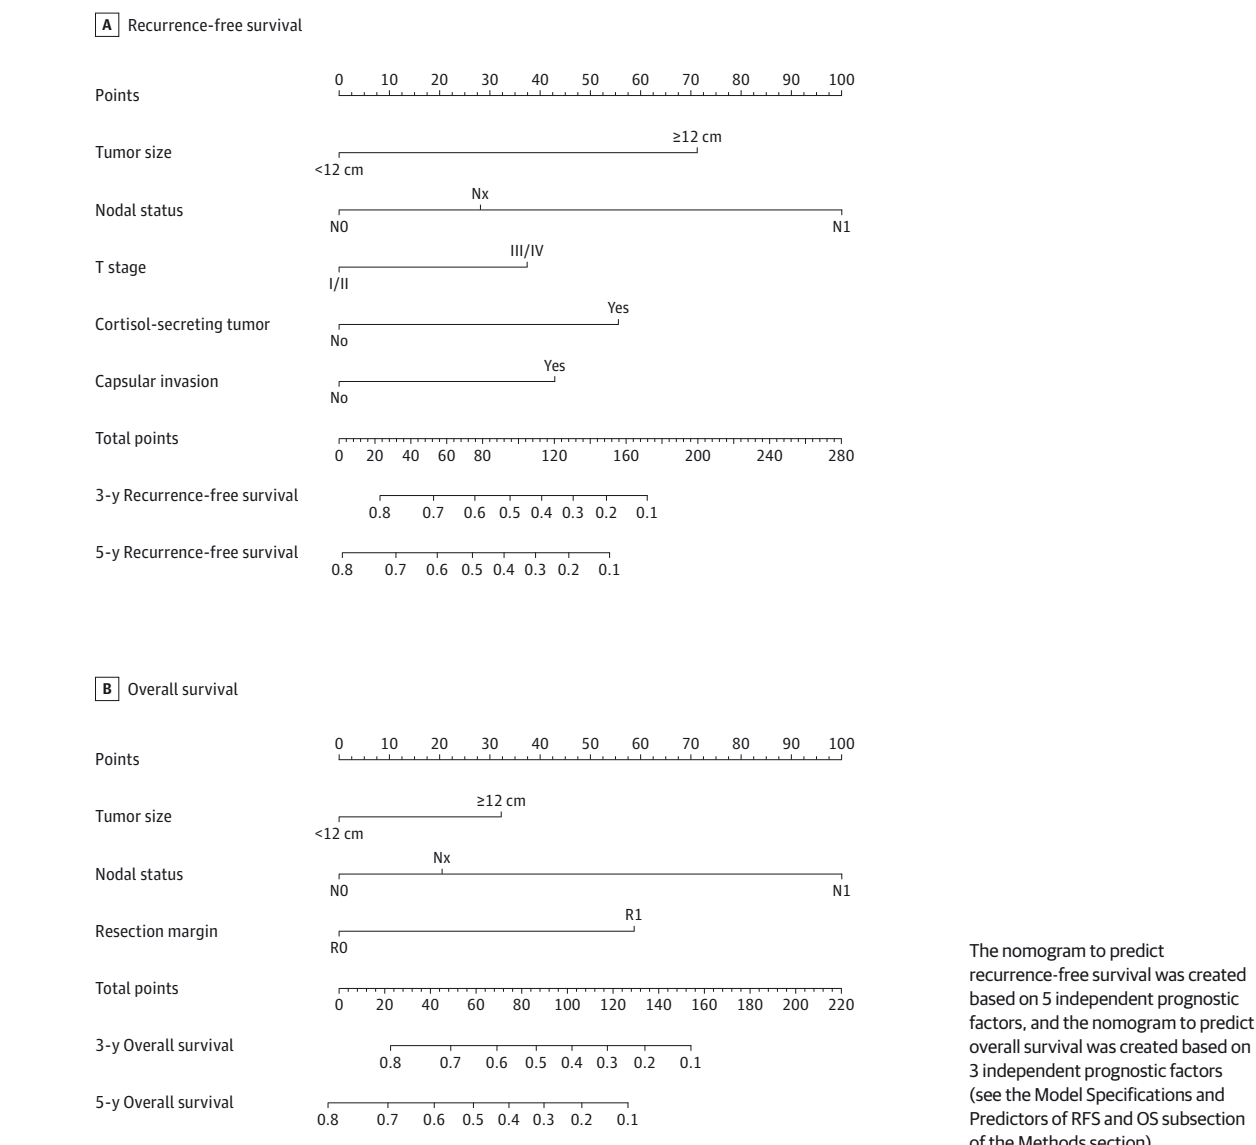 A Recurrence-free survival
0 10 20 30 40 50 60 70 80 90 100
Points
≥12 cm
Tumor size
<12 cm
Nx
Nodal status
N0 N1
III/IV
T stage
I/II
Yes
Cortisol-secreting tumor
No
Yes
Capsular invasion
No
Total points
0 20 40 60 80 120 160 200 240 280
3-y Recurrence-free survival
0.8 0.7 0.6 0.5 0.4 0.3 0.2 0.1
5-y Recurrence-free survival
0.8 0.7 0.6 0.5 0.4 0.3 0.2 0.1
B Overall survival
0 10 20 30 40 50 60 70 80 90 100
Points
≥12 cm
Tumor size
<12 cm
Nx
Nodal status
N0 N1
R1
Resection margin
R0
Total points
0 20 40 60 80 100 120 140 160 180 200 220
3-y Overall survival
0.8 0.7 0.6 0.5 0.4 0.3 0.2 0.1
5-y Overall survival
0.8 0.7 0.6 0.5 0.4 0.3 0.2 0.1
The nomogram to predict
recurrence-free survival was created
based on 5 independent prognostic
factors, and the nomogram to predict
overall survival was created based on
3 independent prognostic factors
(see the Model Specifications and
Predictors of RFS and OS subsection
of the Methods section)